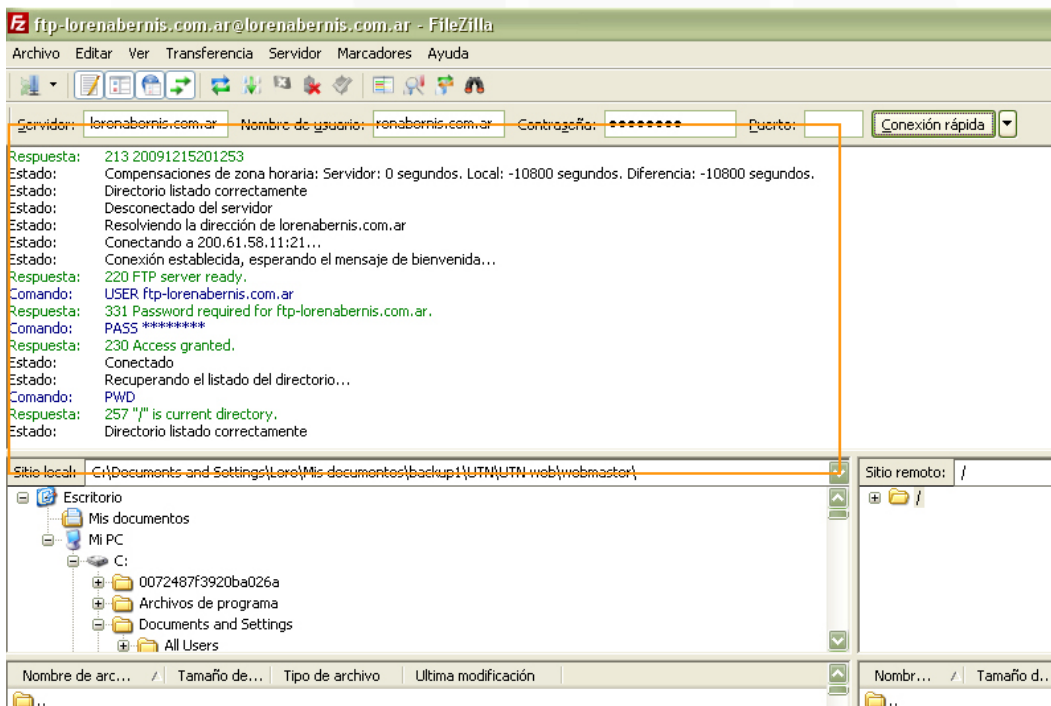 ftp-lorenabernis.com.ar@lorenabernis.com.ar - FileZilla
Archivo Editar Ver Transferencia Servidor Marcadores Ayuda
Servidor: lorenabernis.com.ar Nombre de usuario: renabernis.com.ar Contraseña: ●●●●●●●● Puerto: Conexión rápida
Respuesta: 213 20091215201253
Estado: Compensaciones de zona horaria: Servidor: 0 segundos. Local: -10800 segundos. Diferencia: -10800 segundos.
Estado: Directorio listado correctamente
Estado: Desconectado del servidor
Estado: Resolviendo la dirección de lorenabernis.com.ar
Estado: Conectando a 200.61.58.11:21...
Estado: Conexión establecida, esperando el mensaje de bienvenida...
Respuesta: 220 FTP server ready.
Comando: USER ftp-lorenabernis.com.ar
Respuesta: 331 Password required for ftp-lorenabernis.com.ar.
Comando: PASS ********
Respuesta: 230 Access granted.
Estado: Conectado
Estado: Recuperando el listado del directorio...
Comando: PWD
Respuesta: 257 "/" is current directory.
Estado: Directorio listado correctamente
Sitio local: C:\Documents and Settings\Lore\Mis documentos\backup1\UTN\UTN web\webmaster\ Sitio remoto: /
Escritorio /
Mis documentos
Mi PC
C:
0072487f3920ba026a
Archivos de programa
Documents and Settings
All Users
Nombre de arc... / Tamaño de... Tipo de archivo Ultima modificación Nombr... / Tamaño d...
.. ..